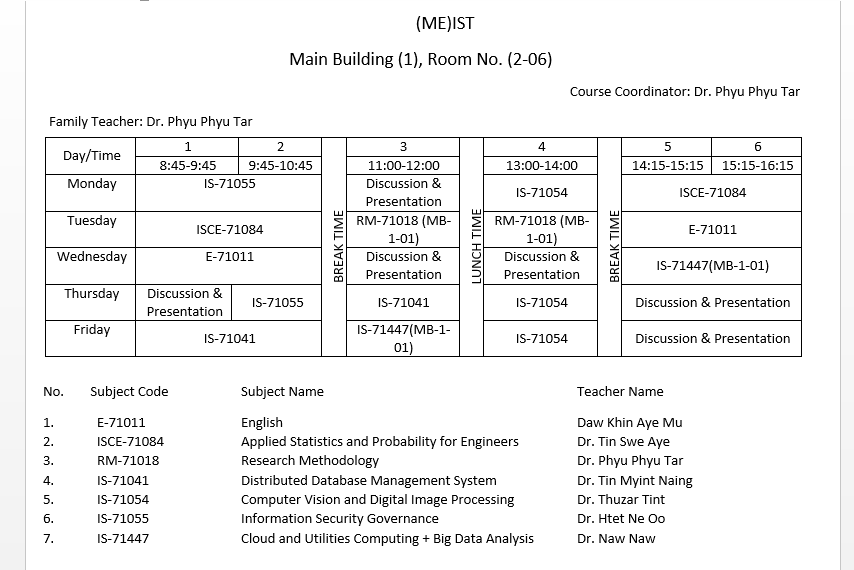 (ME)IST
Main Building (1), Room No. (2-06)
Course Coordinator: Dr. Phyu Phyu Tar
Family Teacher: Dr. Phyu Phyu Tar
Day/Time 1 2 BREAK TIME 3 LUNCH TIME 4 BREAK TIME 5 6
8:45-9:45 9:45-10:45 11:00-12:00 13:00-14:00 14:15-15:15 15:15-16:15
Monday IS-71055 Discussion & Presentation IS-71054 ISCE-71084
Tuesday ISCE-71084 RM-71018 (MB-1-01) RM-71018 (MB-1-01) E-71011
Wednesday E-71011 Discussion & Presentation Discussion & Presentation IS-71447(MB-1-01)
Thursday Discussion & Presentation IS-71055 IS-71041 IS-71054 Discussion & Presentation
Friday IS-71041 IS-71447(MB-1-01) IS-71054 Discussion & Presentation
No. Subject Code Subject Name Teacher Name
1. E-71011 English Daw Khin Aye Mu
2. ISCE-71084 Applied Statistics and Probability for Engineers Dr. Tin Swe Aye
3. RM-71018 Research Methodology Dr. Phyu Phyu Tar
4. IS-71041 Distributed Database Management System Dr. Tin Myint Naing
5. IS-71054 Computer Vision and Digital Image Processing Dr. Thuzar Tint
6. IS-71055 Information Security Governance Dr. Htet Ne Oo
7. IS-71447 Cloud and Utilities Computing + Big Data Analysis Dr. Naw Naw